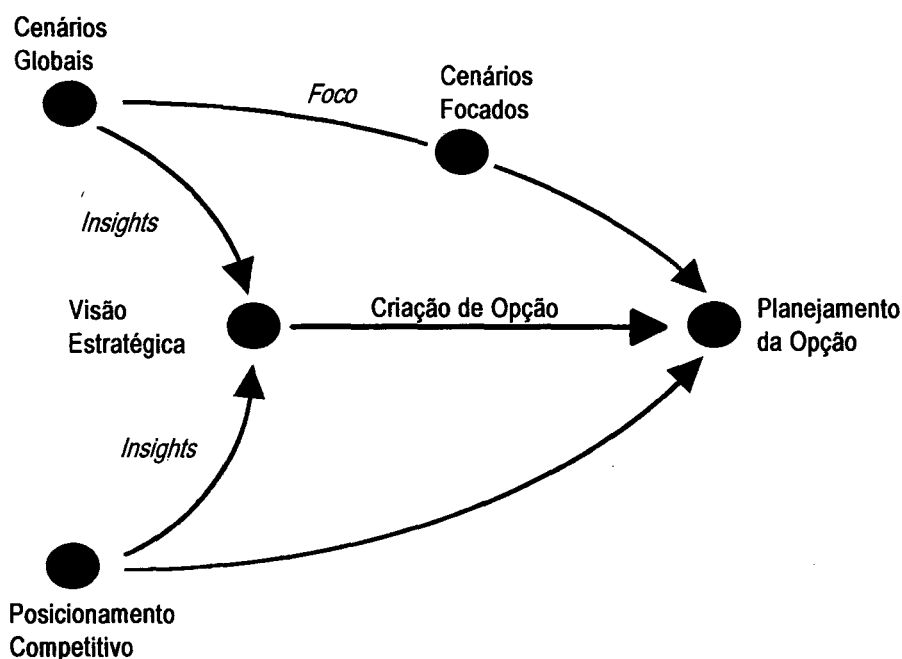 Cenários
Globais
Foco
Cenários
Focados
Insights
Visão
Estratégica
Criação de Opção
Planejamento
da Opção
Insights
Posicionamento
Competitivo